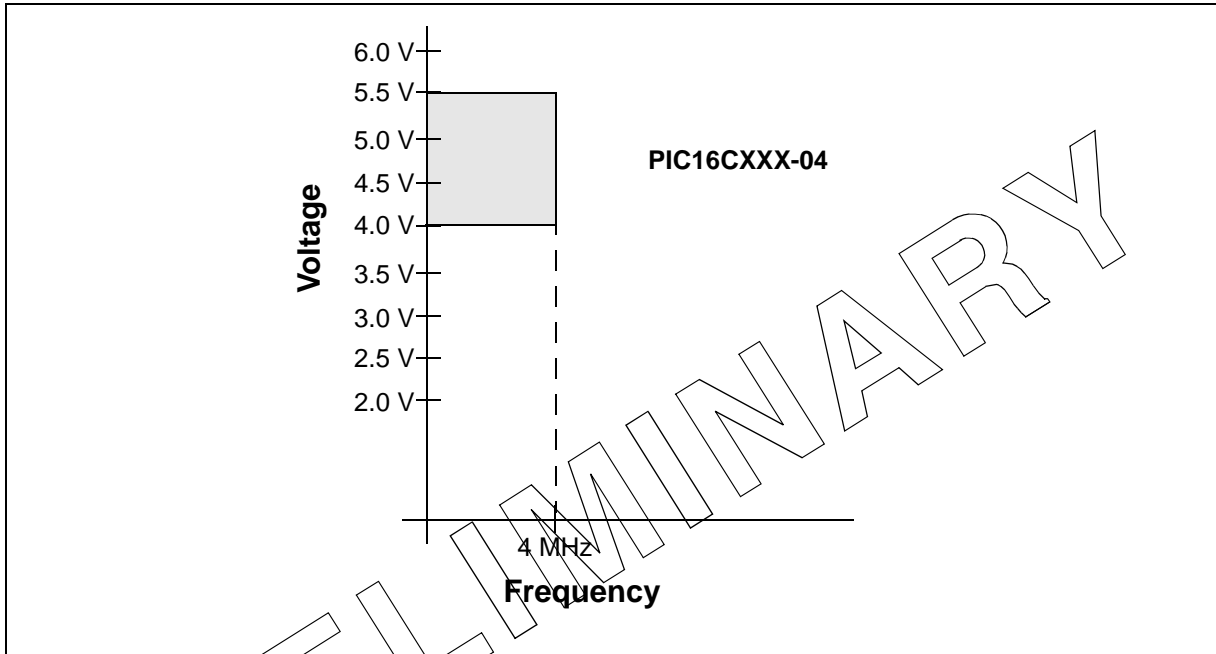 6.0 V
5.5 V
5.0 V
4.5 V
4.0 V
3.5 V
3.0 V
2.5 V
2.0 V
Voltage
PIC16CXXX-04
4 MHz
Frequency
ELIMINARY